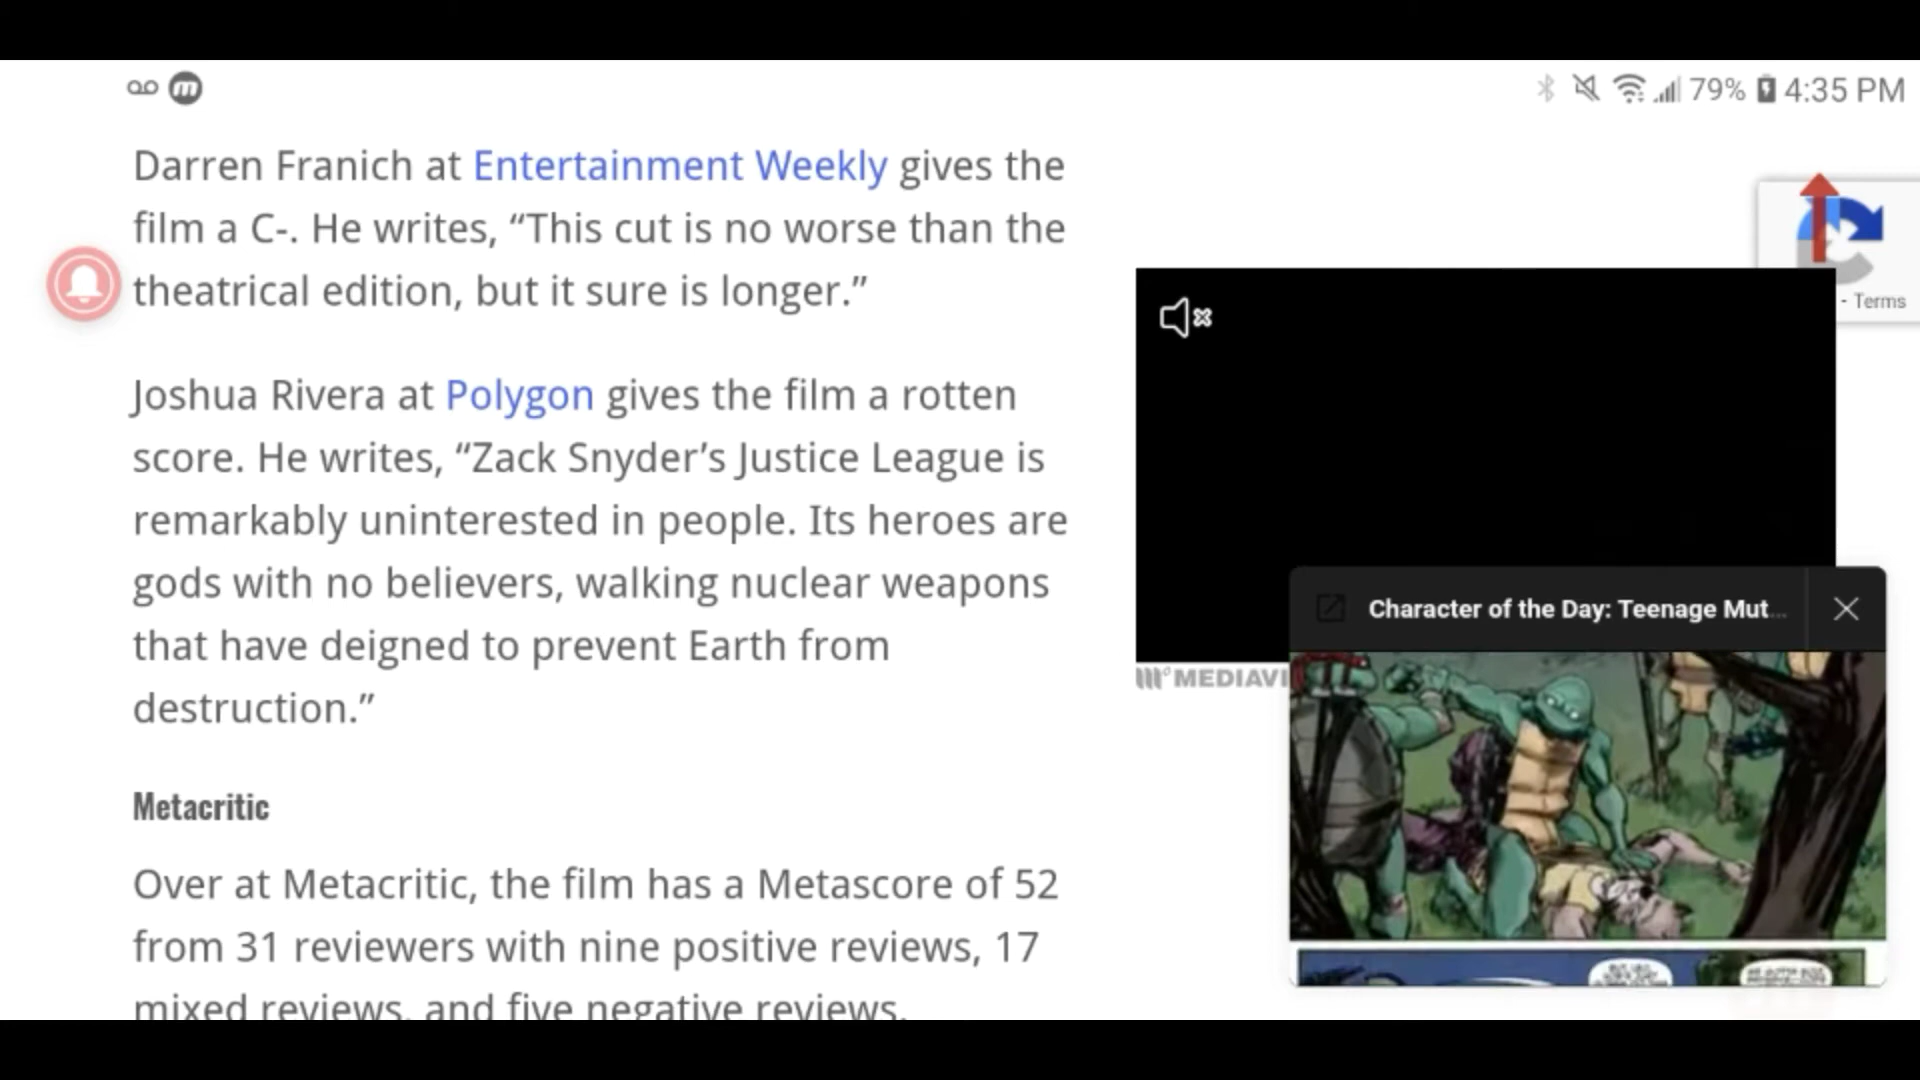 79% 4:35 PM
Darren Franich at Entertainment Weekly gives the
film a C-. He writes, “This cut is no worse than the
theatrical edition, but it sure is longer.”
Joshua Rivera at Polygon gives the film a rotten
score. He writes, “Zack Snyder’s Justice League is
remarkably uninterested in people. Its heroes are
gods with no believers, walking nuclear weapons
that have deigned to prevent Earth from
destruction.”
Metacritic
Over at Metacritic, the film has a Metascore of 52
from 31 reviewers with nine positive reviews, 17
mixed reviews, and five negative reviews.
- Terms
Character of the Day: Teenage Mut...
MEDIAVI